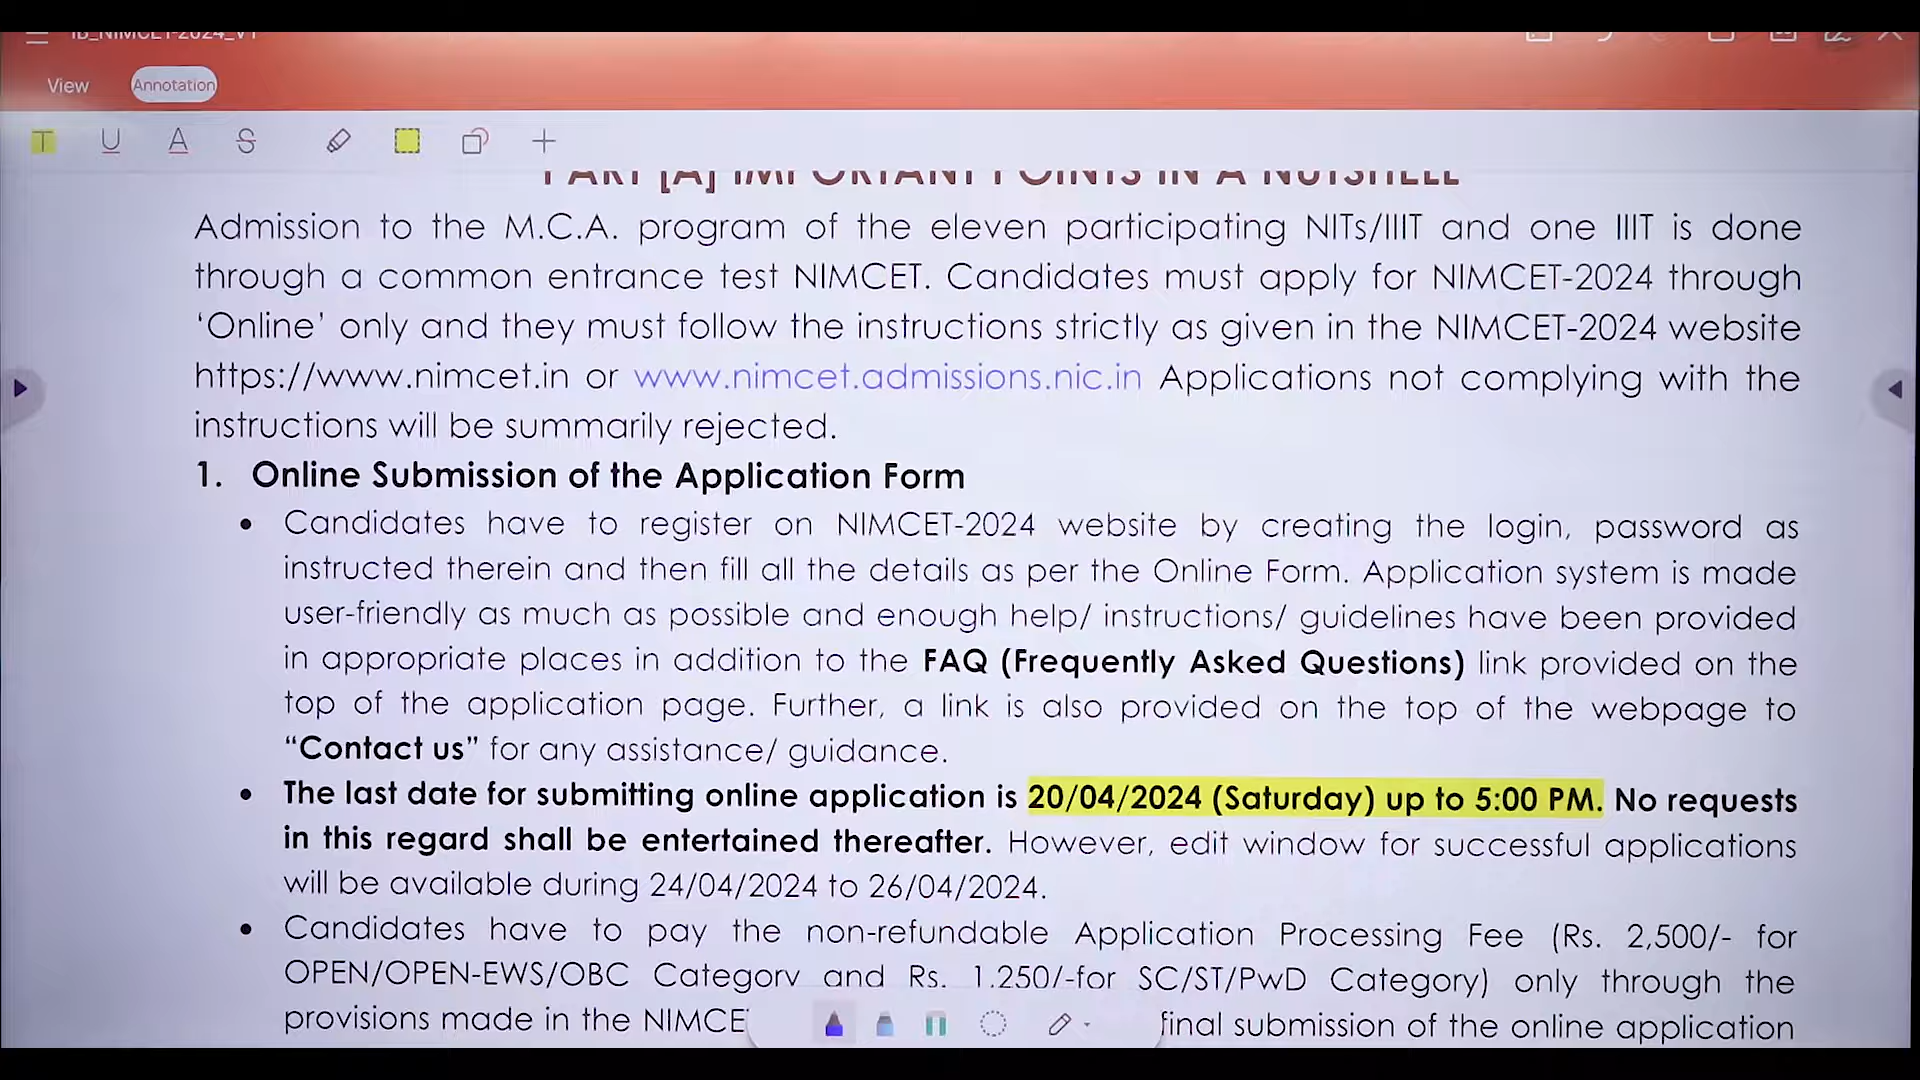 IB_NIMCET-2024_V1
View
Annotation
PART [A] IMPORTANT POINTS IN A NUTSHELL
Admission to the M.C.A. program of the eleven participating NITs/IIIT and one IIIT is done
through a common entrance test NIMCET. Candidates must apply for NIMCET-2024 through
‘Online’ only and they must follow the instructions strictly as given in the NIMCET-2024 website
https://www.nimcet.in or www.nimcet.admissions.nic.in Applications not complying with the
instructions will be summarily rejected.
1. Online Submission of the Application Form
• Candidates have to register on NIMCET-2024 website by creating the login, password as
instructed therein and then fill all the details as per the Online Form. Application system is made
user-friendly as much as possible and enough help/ instructions/ guidelines have been provided
in appropriate places in addition to the FAQ (Frequently Asked Questions) link provided on the
top of the application page. Further, a link is also provided on the top of the webpage to
“Contact us” for any assistance/ guidance.
• The last date for submitting online application is 20/04/2024 (Saturday) up to 5:00 PM. No requests
in this regard shall be entertained thereafter. However, edit window for successful applications
will be available during 24/04/2024 to 26/04/2024.
• Candidates have to pay the non-refundable Application Processing Fee (Rs. 2,500/- for
OPEN/OPEN-EWS/OBC Category and Rs. 1,250/-for SC/ST/PwD Category) only through the
provisions made in the NIMCE final submission of the online application